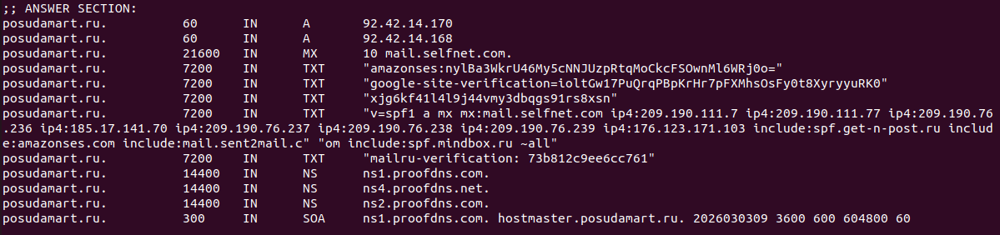 ;; ANSWER SECTION:
posudamart.ru. 60 IN A 92.42.14.170
posudamart.ru. 60 IN A 92.42.14.168
posudamart.ru. 21600 IN MX 10 mail.selfnet.com.
posudamart.ru. 7200 IN TXT "amazonses:nylBa3WkrU46My5cNNJUzpRtqMoCkcFSOwnMl6WRj0o="
posudamart.ru. 7200 IN TXT "google-site-verification=ioltGw17PuQrqPBpKrHr7pFXMhsOsFy0t8XyryyuRK0"
posudamart.ru. 7200 IN TXT "xjg6kf41l4l9j44vmy3dbqgs91rs8xsn"
posudamart.ru. 7200 IN TXT "v=spf1 a mx mx:mail.selfnet.com ip4:209.190.111.7 ip4:209.190.111.77 ip4:209.190.76
.236 ip4:185.17.141.70 ip4:209.190.76.237 ip4:209.190.76.238 ip4:209.190.76.239 ip4:176.123.171.103 include:spf.get-n-post.ru includ
e:amazonses.com include:mail.sent2mail.c" "om include:spf.mindbox.ru ~all"
posudamart.ru. 7200 IN TXT "mailru-verification: 73b812c9ee6cc761"
posudamart.ru. 14400 IN NS ns1.proofdns.com.
posudamart.ru. 14400 IN NS ns4.proofdns.net.
posudamart.ru. 14400 IN NS ns2.proofdns.com.
posudamart.ru. 300 IN SOA ns1.proofdns.com. hostmaster.posudamart.ru. 2026030309 3600 600 604800 60